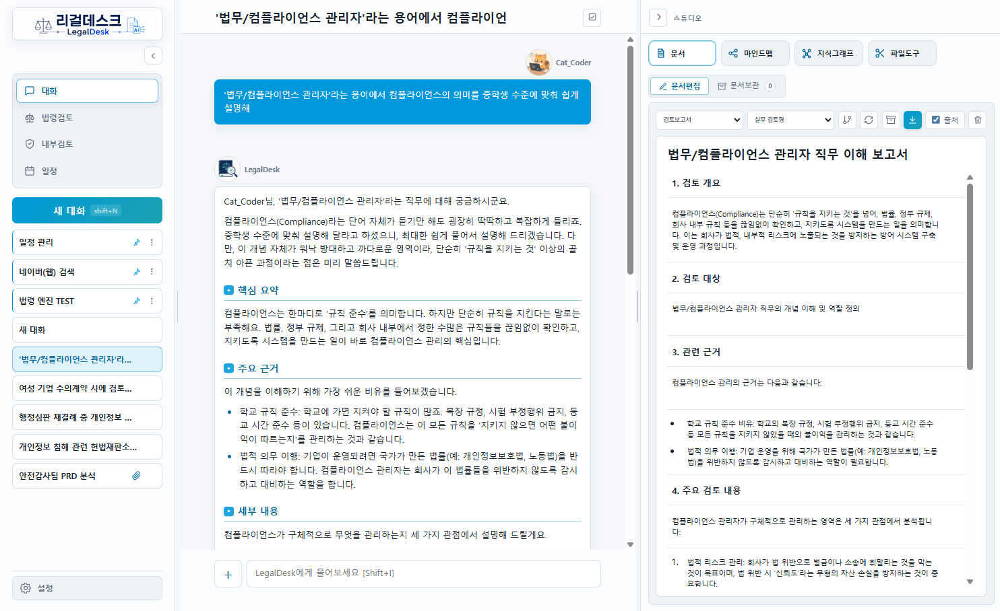 리걸데스크
LegalDesk
AI
대화
법령검토
내부검토
일정
새 대화 shift+N
일정 관리
네이버(웹) 검색
법령 엔진 TEST
새 대화
'법무/컴플라이언스 관리자'라...
여성 기업 수의계약 시에 검토...
행정심판 재결례 중 개인정보 ...
개인정보 침해 관련 헌법재판소...
안전감사팀 PRD 분석
설정
'법무/컴플라이언스 관리자'라는 용어에서 컴플라이언
Cat_Coder
'법무/컴플라이언스 관리자'라는 용어에서 컴플라이언스의 의미를 중학생 수준에 맞춰 쉽게
설명해
LegalDesk
Cat_Coder님, '법무/컴플라이언스 관리자'라는 직무에 대해 궁금하시군요.
컴플라이언스(Compliance)라는 단어 자체가 듣기만 해도 굉장히 딱딱하고 복잡하게 들리죠.
중학생 수준에 맞춰 설명해 달라고 하셨으니, 최대한 쉽게 풀어서 설명해 드리겠습니다. 다
만, 이 개념 자체가 워낙 방대하고 까다로운 영역이라, 단순히 '규칙을 지키는 것' 이상의 골
치 아픈 과정이라는 점은 미리 말씀드립니다.
핵심 요약
컴플라이언스는 한마디로 '규칙 준수'를 의미합니다. 하지만 단순히 규칙을 지킨다는 말로는
부족해요. 법률, 정부 규제, 그리고 회사 내부에서 정한 수많은 규칙들을 끊임없이 확인하고,
지키도록 시스템을 만드는 일이 바로 컴플라이언스 관리의 핵심입니다.
주요 근거
이 개념을 이해하기 위해 가장 쉬운 비유를 들어보겠습니다.
• 학교 규칙 준수: 학교에 가면 지켜야 할 규칙이 많죠. 복장 규정, 시험 부정행위 금지, 등
교 시간 준수 등이 있습니다. 컴플라이언스는 이 모든 규칙을 '지키지 않으면 어떤 불이
익이 따르는지'를 관리하는 것과 같습니다.
• 법적 의무 이행: 기업이 운영되려면 국가가 만든 법률(예: 개인정보보호법, 노동법)을 반
드시 따라야 합니다. 컴플라이언스 관리자는 회사가 이 법률들을 위반하지 않도록 감시
하고 대비하는 역할을 합니다.
세부 내용
컴플라이언스가 구체적으로 무엇을 관리하는지 세 가지 관점에서 설명해 드릴게요.
LegalDesk에게 물어보세요 [Shift+I]
스튜디오
문서
마인드맵
지식그래프
파일도구
문서편집
문서보관 0
검토보고서
실무 검토형
출처
법무/컴플라이언스 관리자 직무 이해 보고서
1. 검토 개요
컴플라이언스(Compliance)는 단순히 '규칙을 지키는 것'을 넘어, 법률, 정부 규제,
회사 내부 규칙 등을 끊임없이 확인하고, 지키도록 시스템을 만드는 일을 의미합니
다. 이는 회사가 법적, 내부적 리스크에 노출되는 것을 방지하는 방어 시스템 구축
및 운영 과정입니다.
2. 검토 대상
법무/컴플라이언스 관리자 직무의 개념 이해 및 역할 정의
3. 관련 근거
컴플라이언스 관리의 근거는 다음과 같습니다:
• 학교 규칙 준수 비유: 학교의 복장 규정, 시험 부정행위 금지, 등교 시간 준수
등 모든 규칙을 지키지 않았을 때의 불이익을 관리하는 것과 같습니다.
• 법적 의무 이행: 기업 운영을 위해 국가가 만든 법률(예: 개인정보보호법, 노동
법)을 위반하지 않도록 감시하고 대비하는 역할이 필요합니다.
4. 주요 검토 내용
컴플라이언스 관리자가 구체적으로 관리하는 영역은 세 가지 관점에서 분석됩니
다:
1. 법적 리스크 관리: 회사가 법 위반으로 벌금이나 소송에 휘말리는 것을 막는
것이 목표이며, 법 위반 시 '신뢰도'라는 무형의 자산 손실을 방지하는 것이 중
요합니다.